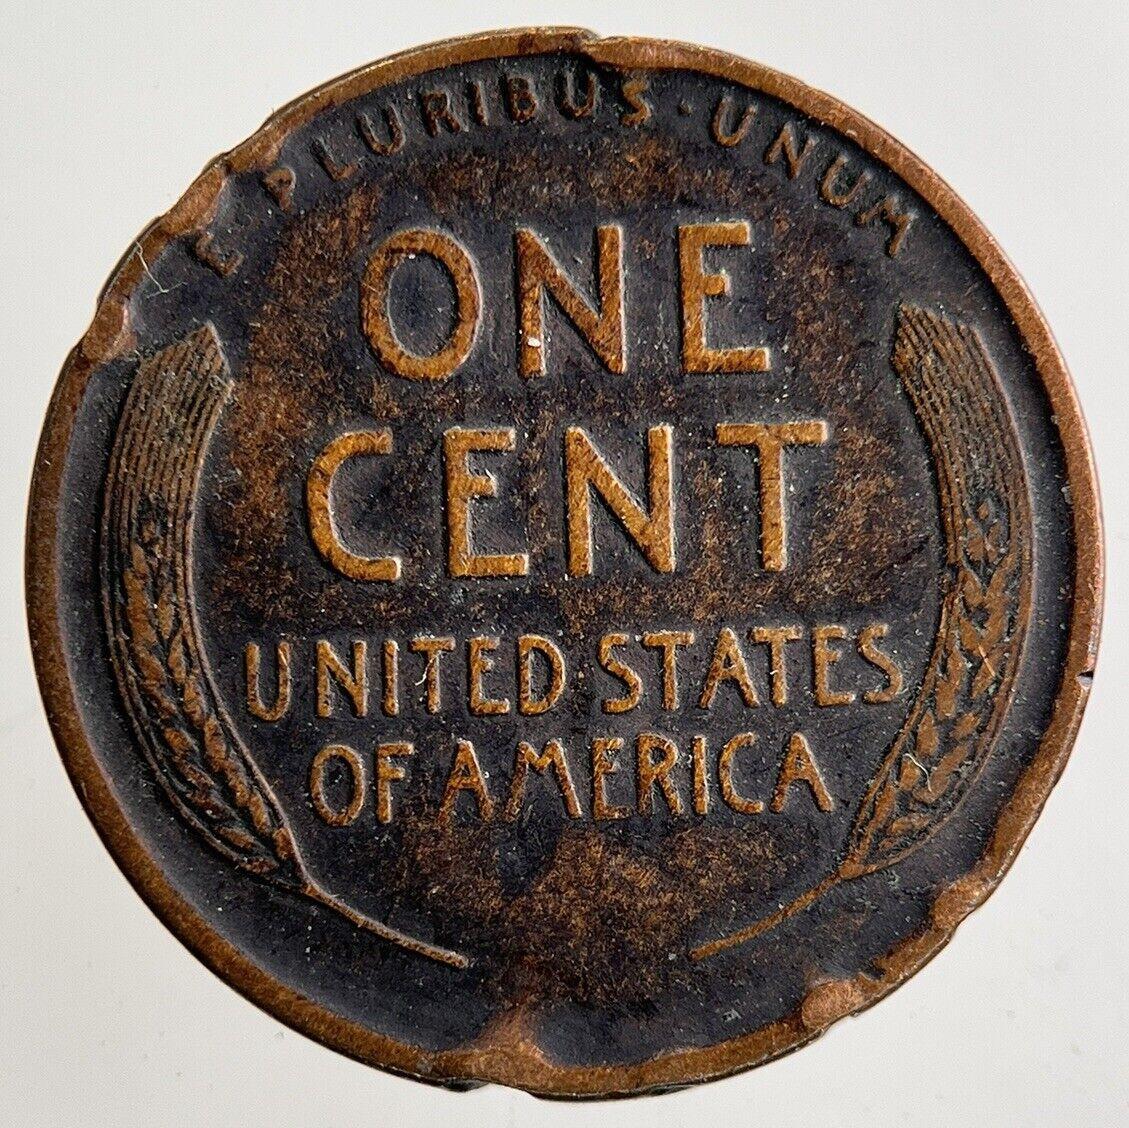 E PLURIBUS · UNUM
ONE
CENT
UNITED STATES
OF AMERICA